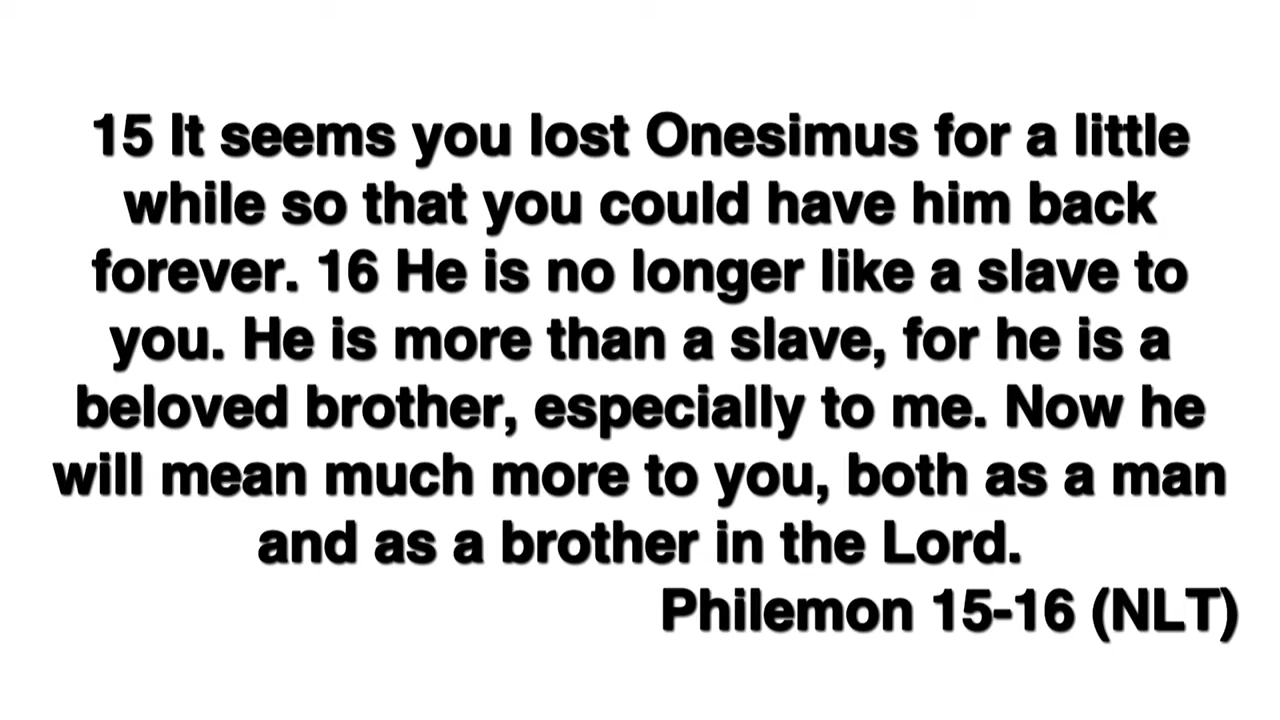 15 It seems you lost Onesimus for a little
while so that you could have him back
forever. 16 He is no longer like a slave to
you. He is more than a slave, for he is a
beloved brother, especially to me. Now he
will mean much more to you, both as a man
and as a brother in the Lord.
Philemon 15-16 (NLT)